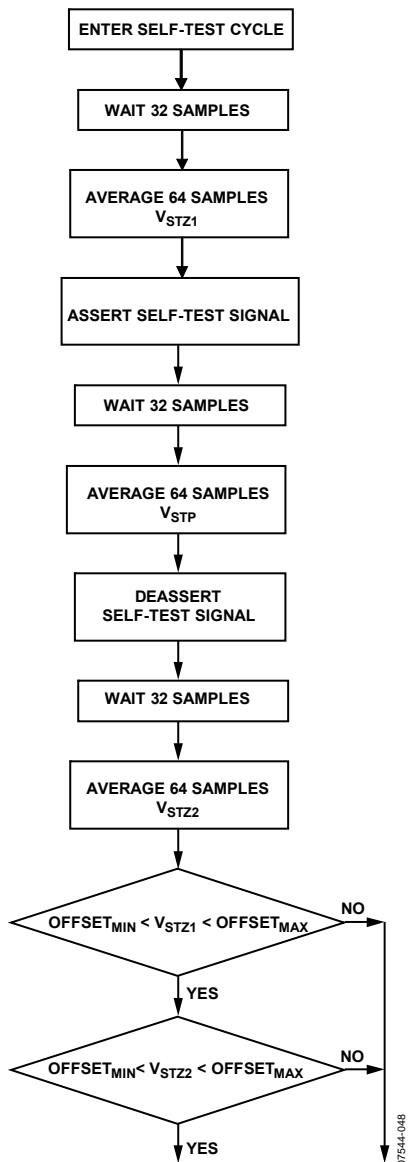 ENTER SELF-TEST CYCLE
WAIT 32 SAMPLES
AVERAGE 64 SAMPLES
VSTZ1
ASSERT SELF-TEST SIGNAL
WAIT 32 SAMPLES
AVERAGE 64 SAMPLES
VSTP
DEASSERT
SELF-TEST SIGNAL
WAIT 32 SAMPLES
AVERAGE 64 SAMPLES
VSTZ2
OFFSETMIN < VSTZ1 < OFFSETMAX
NO
YES
OFFSETMIN< VSTZ2 < OFFSETMAX
NO
YES
07544-048